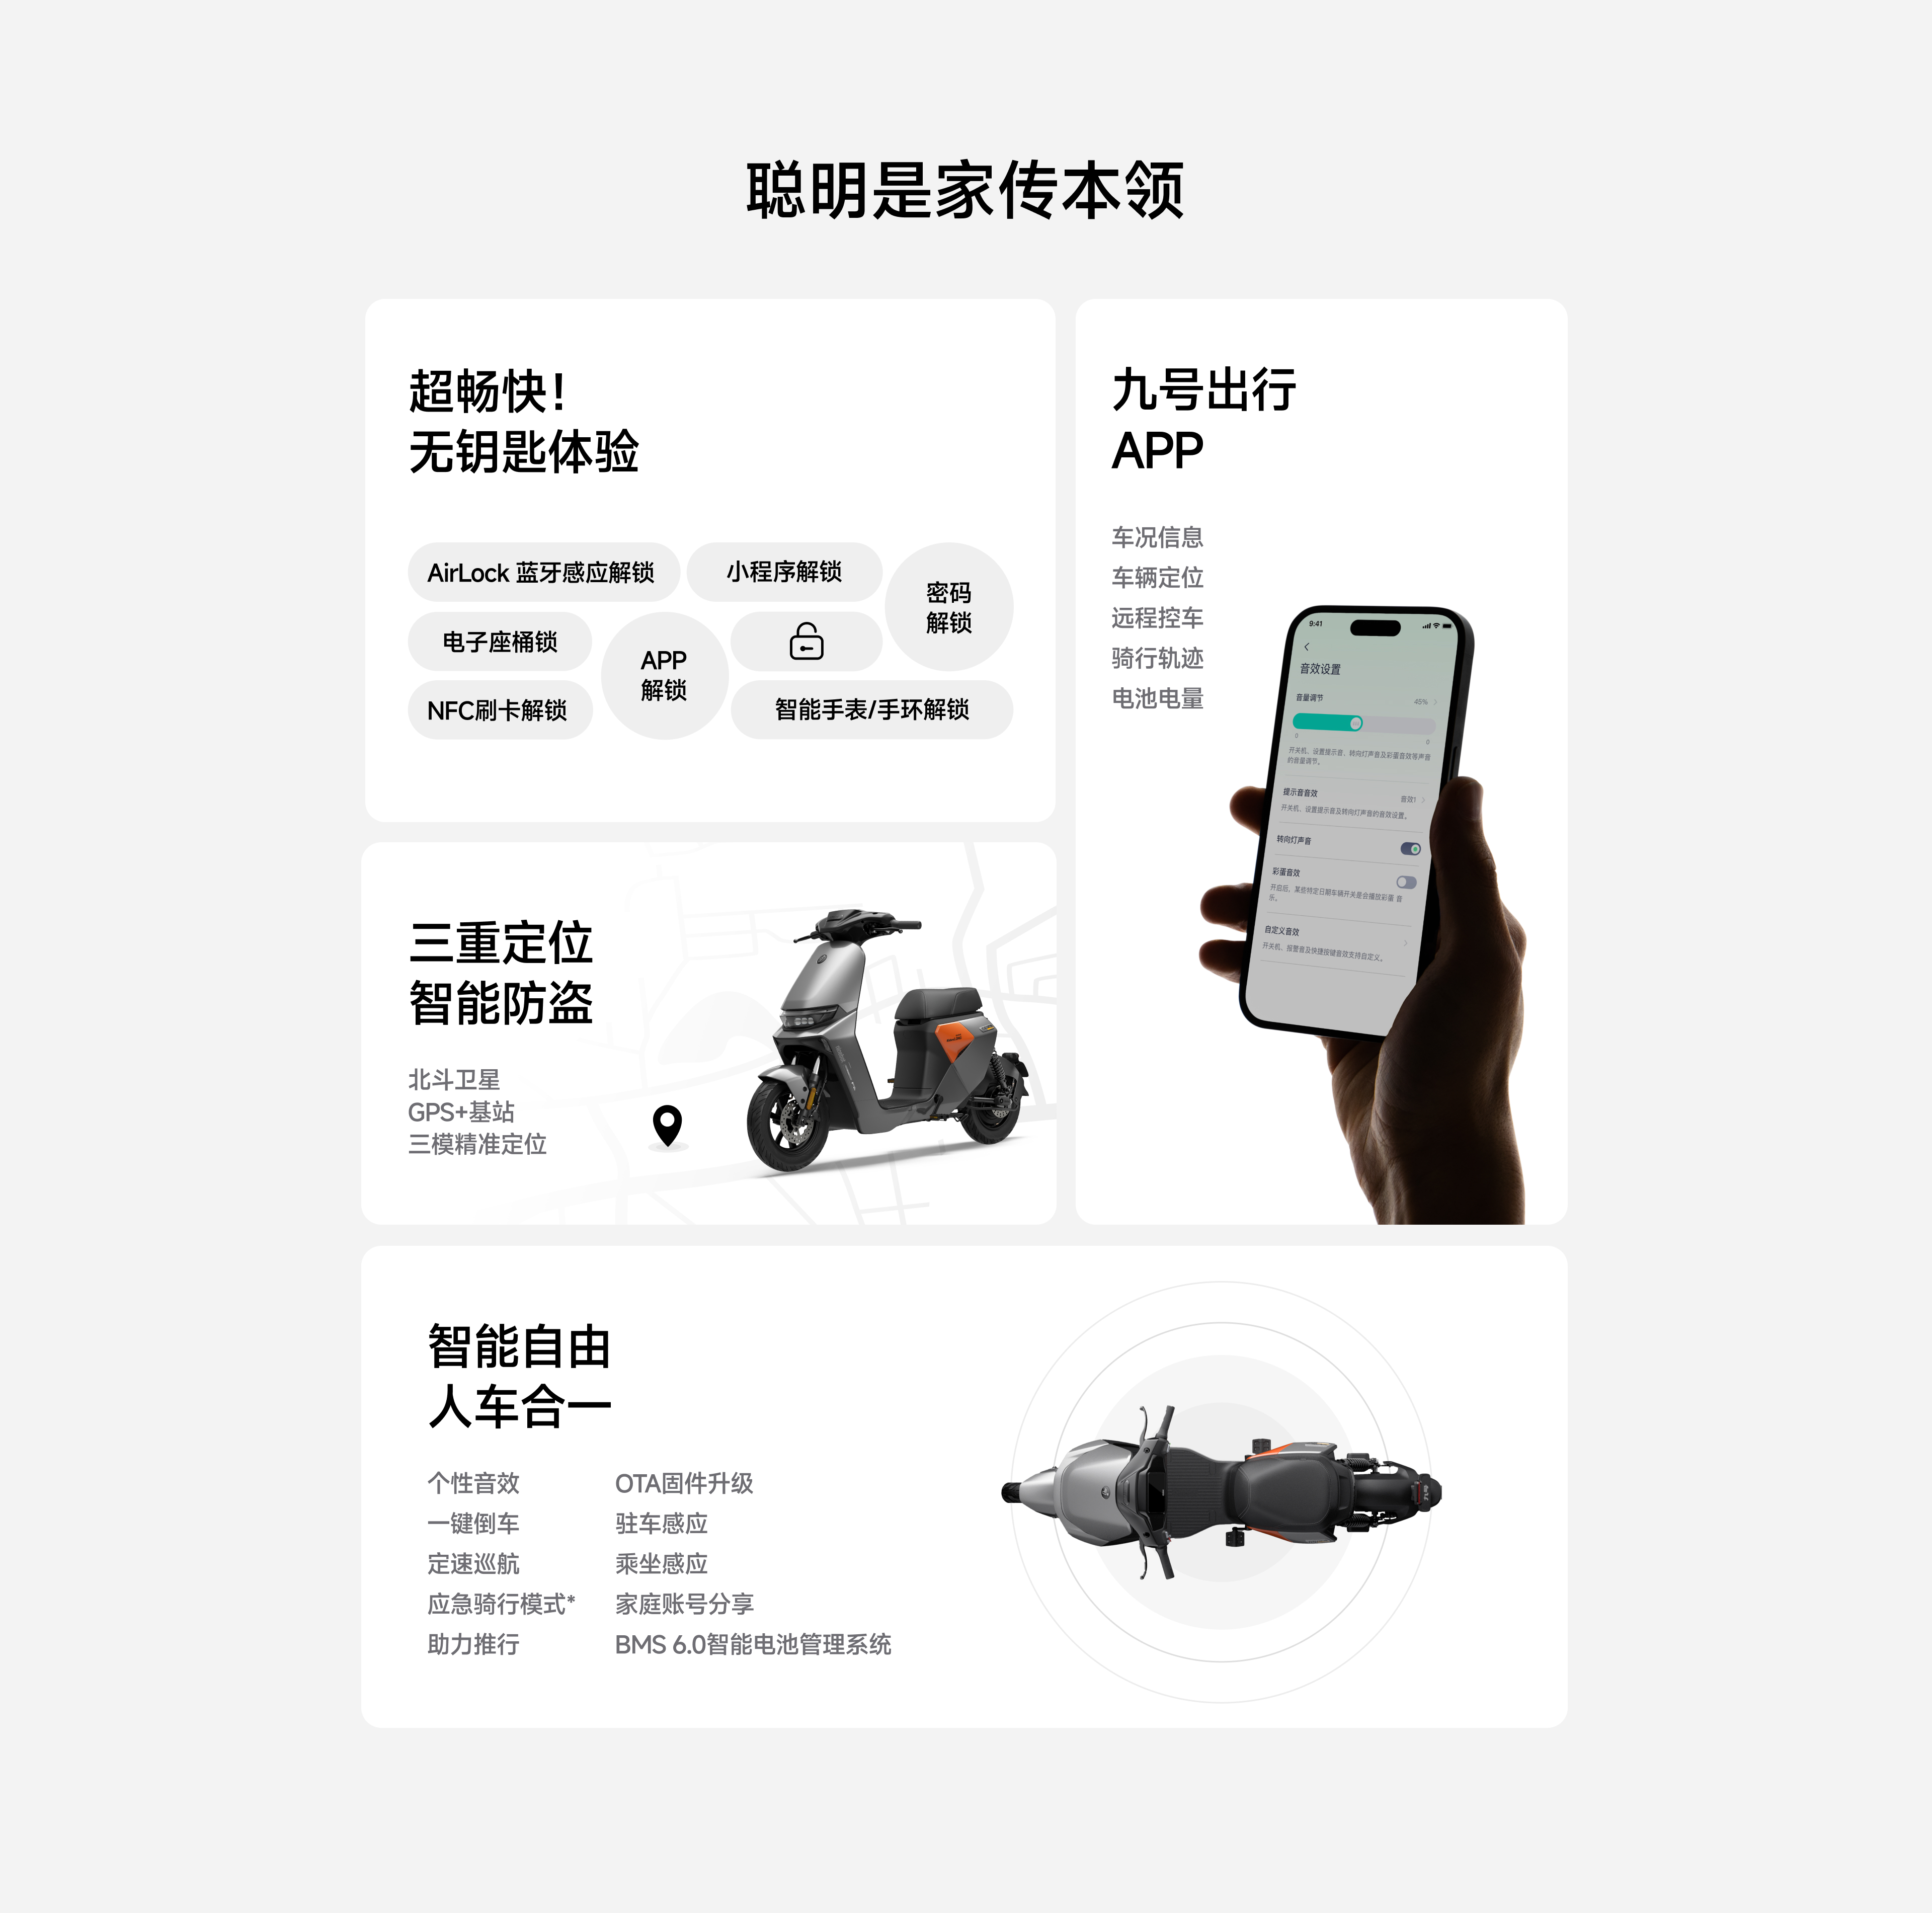 聪明是家传本领
超畅快！
无钥匙体验
AirLock 蓝牙感应解锁
小程序解锁
密码
解锁
电子座桶锁
APP
解锁
NFC刷卡解锁
智能手表/手环解锁
九号出行
APP
车况信息
车辆定位
远程控车
骑行轨迹
电池电量
9:41
音效设置
音量调节
45%
0
0
开关机、设置提示音、转向灯声音及彩蛋音效等声音
的音量调节。
提示音音效
音效1
开关机、设置提示音及转向灯声音的音效设置。
转向灯声音
彩蛋音效
开启后，某些特定日期车辆开关是会播放彩蛋 音
乐。
自定义音效
开关机、报警音及快捷按键音效支持自定义。
三重定位
智能防盗
北斗卫星
GPS+基站
三模精准定位
智能自由
人车合一
个性音效
一键倒车
定速巡航
应急骑行模式*
助力推行
OTA固件升级
驻车感应
乘坐感应
家庭账号分享
BMS 6.0智能电池管理系统